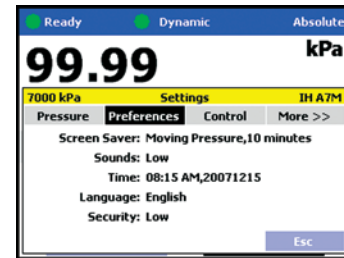 Ready Dynamic Absolute
99.99 kPa
7000 kPa Settings IH A7M
Pressure Preferences Control More >>
Screen Saver: Moving Pressure,10 minutes
Sounds: Low
Time: 08:15 AM,20071215
Language: English
Security: Low
Esc